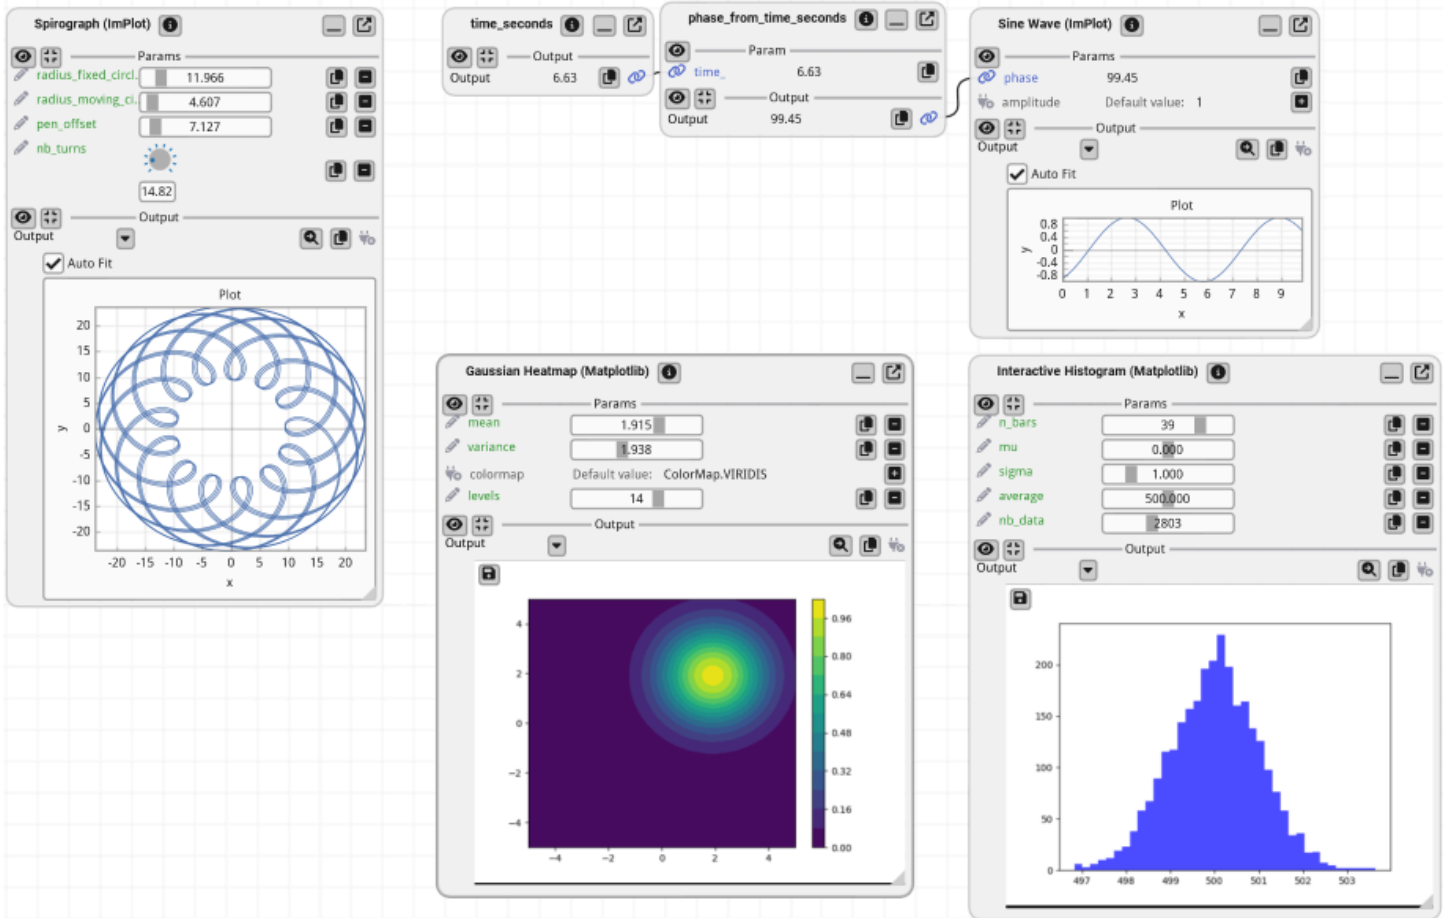 Spirograph (ImPlot)
Params
radius_fixed_circl.
11.966
radius_moving_ci.
4.607
pen_offset
7.127
nb_turns
14.82
Output
Output
Auto Fit
Plot
20
15
10
5
0
-5
-10
-15
-20
y
-20 -15 -10 -5 0 5 10 15 20
x
time_seconds
Output
Output 6.63
phase_from_time_seconds
Param
time_ 6.63
Output
Output 99.45
Sine Wave (ImPlot)
Params
phase 99.45
amplitude Default value: 1
Output
Output
Auto Fit
Plot
0.8
0.4
0
-0.4
-0.8
y
0 1 2 3 4 5 6 7 8 9
x
Gaussian Heatmap (Matplotlib)
Params
mean 1.915
variance 1.938
colormap Default value: ColorMap.VIRIDIS
levels 14
Output
Output
4
2
0
−2
−4
−4 −2 0 2 4
0.96
0.80
0.64
0.48
0.32
0.16
0.00
Interactive Histogram (Matplotlib)
Params
n_bars 39
mu 0.000
sigma 1.000
average 500.000
nb_data 2803
Output
Output
200
150
100
50
0
497 498 499 500 501 502 503